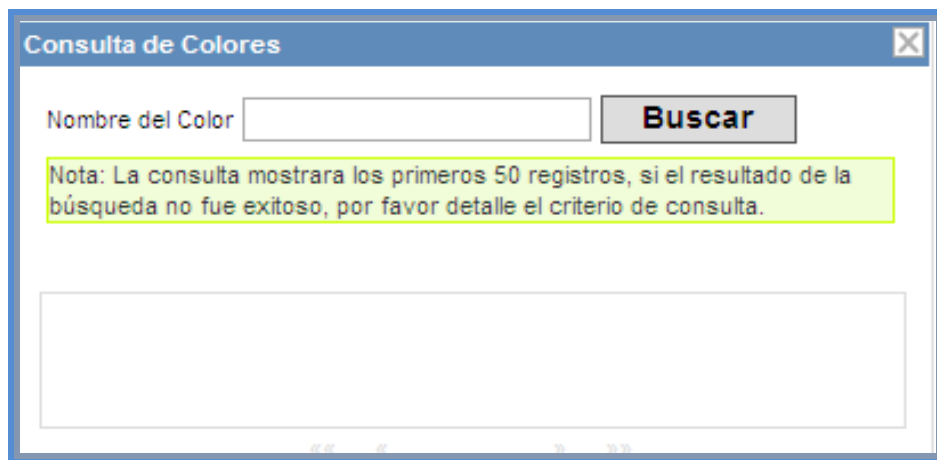 Consulta de Colores
Nombre del Color Buscar
Nota: La consulta mostrara los primeros 50 registros, si el resultado de la
búsqueda no fue exitoso, por favor detalle el criterio de consulta.
«« « » »»